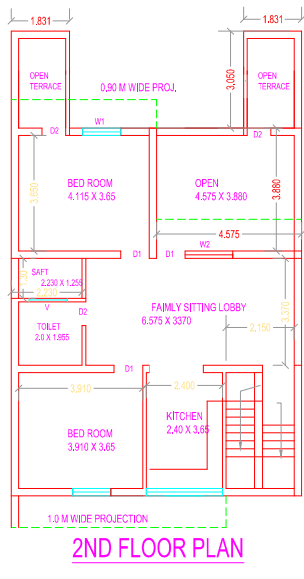 1.831
1.831
OPEN
TERRACE
3,050
OPEN
TERRACE
0.90 M WIDE PROJ.
W1
D2
D2
3,650
BED ROOM
4.115 X 3.65
OPEN
4.575 X 3.880
3.880
4.575
D1
D1
W2
SAFT
2.230 X 1.255
2,230
V
D2
TOILET
2.0 X 1.955
FAIMLY SITTING LOBBY
6.575 X 3370
3,370
2,150
D1
3,910
2,400
BED ROOM
3.910 X 3.65
KITCHEN
2,40 X 3,65
1.0 M WIDE PROJECTION
2ND FLOOR PLAN